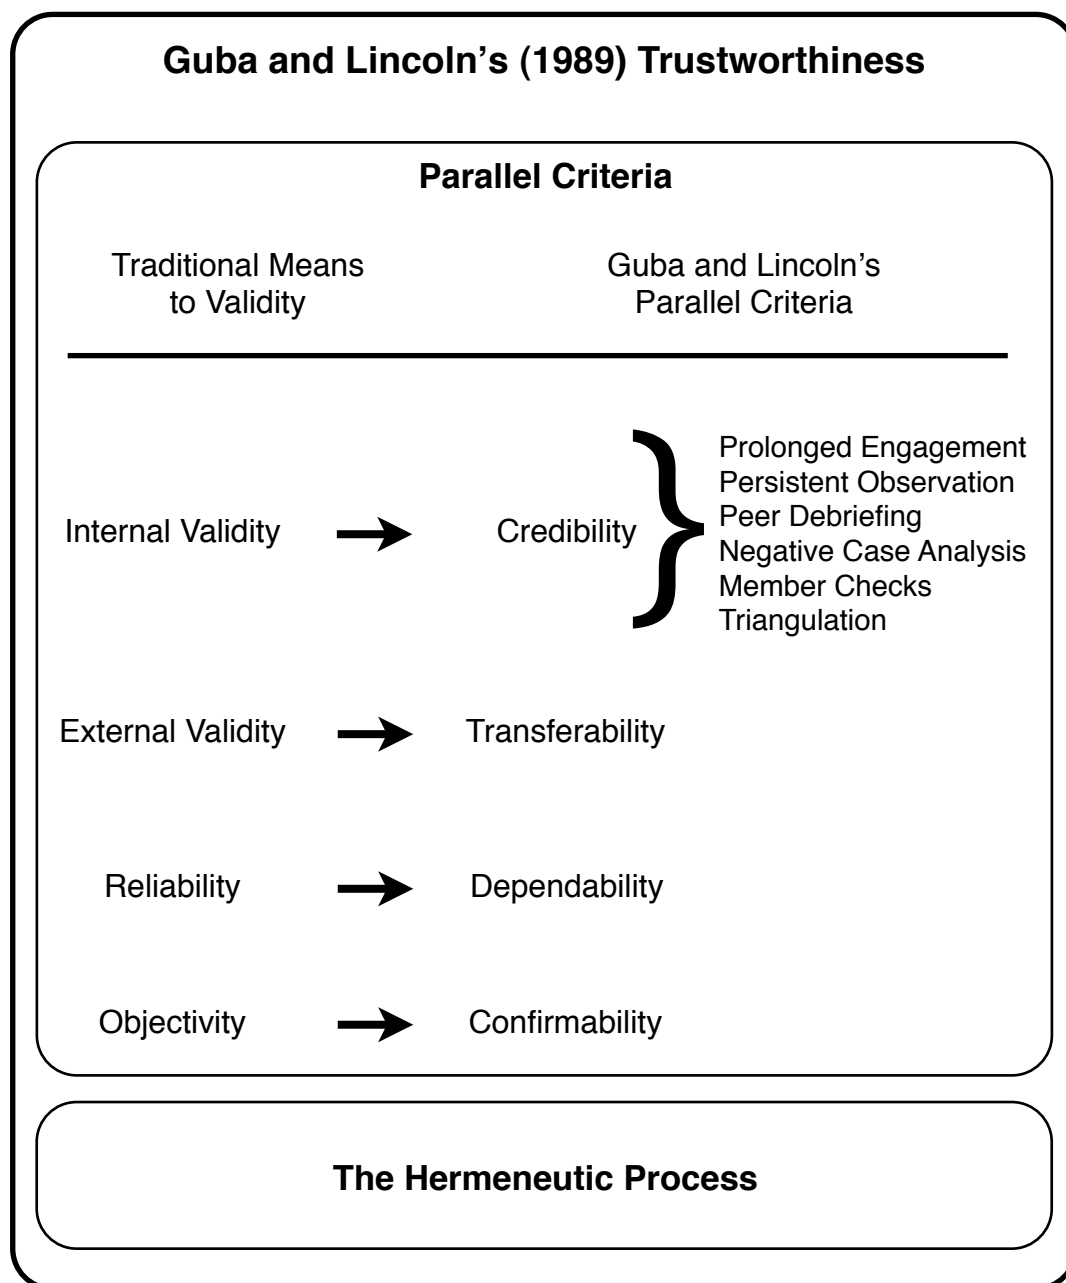 Guba and Lincoln’s (1989) Trustworthiness
Parallel Criteria
Traditional Means
to Validity
Guba and Lincoln’s
Parallel Criteria
Internal Validity
Credibility
Prolonged Engagement
Persistent Observation
Peer Debriefing
Negative Case Analysis
Member Checks
Triangulation
External Validity
Transferability
Reliability
Dependability
Objectivity
Confirmability
The Hermeneutic Process